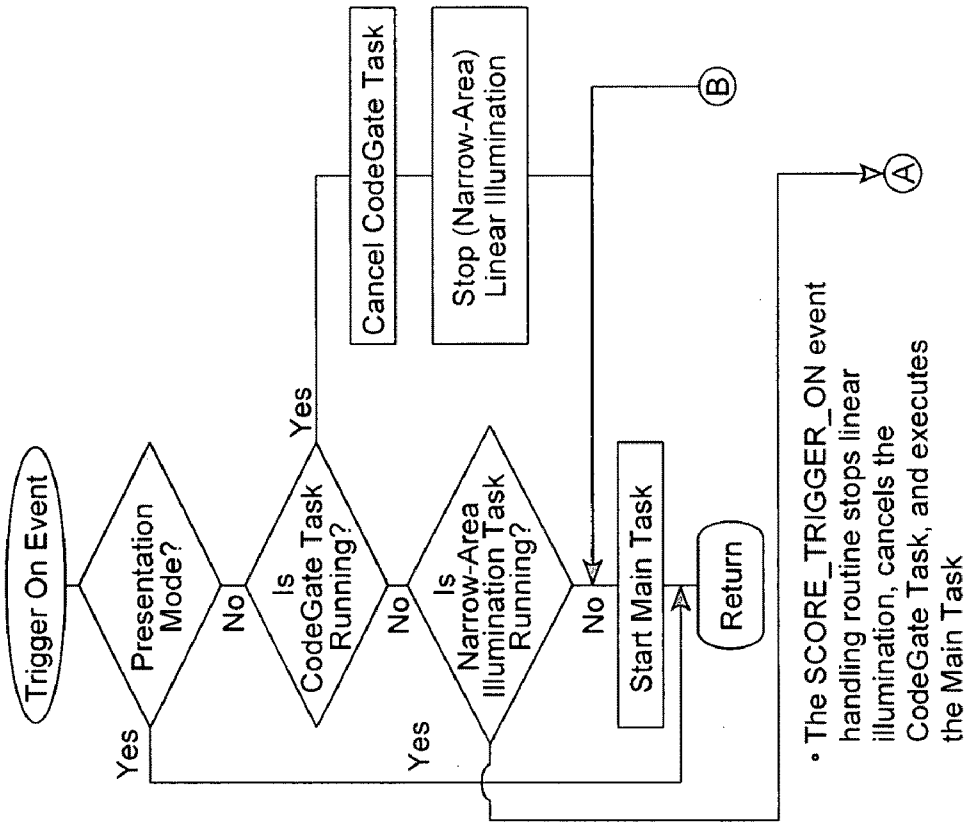 Trigger On Event
Presentation
Mode?
Yes
No
Is
CodeGate Task
Running?
Yes
No
Cancel CodeGate Task
Stop (Narrow-Area)
Linear Illumination
Is
Narrow-Area
Illumination Task
Running?
Yes
No
Start Main Task
Return
B
A
• The SCORE_TRIGGER_ON event
handling routine stops linear
illumination, cancels the
CodeGate Task, and executes
the Main Task